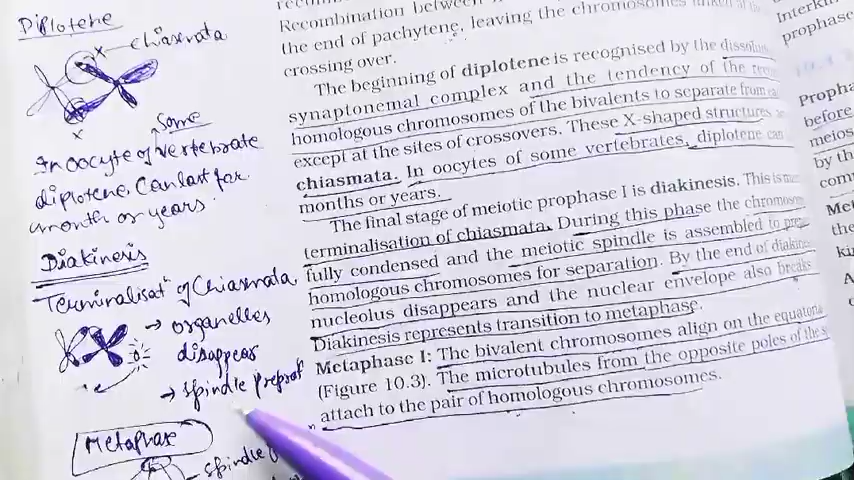 Diplotene
x chiasmata
x
Some
In oocyte of vertebrate
diplotene. Can last for
month or years.
Diakinesis
Terminalisatⁿ of Chiasmata
→ organelles
disappear
→ spindle
Metaphase
- spindle
Recombination between
the end of pachytene, leaving the chromosomes linked at
crossing over.
The beginning of diplotene is recognised by the
synaptonemal complex and the tendency of the
homologous chromosomes of the bivalents to separate from
except at the sites of crossovers. These X-shaped structures
chiasmata. In oocytes of some vertebrates, diplotene can
months or years.
The final stage of meiotic prophase I is diakinesis. This is
terminalisation of chiasmata. During this phase the
fully condensed and the meiotic spindle is assembled to
homologous chromosomes for separation. By the end of
nucleolus disappears and the nuclear envelope also breaks
Diakinesis represents transition to metaphase.
Metaphase I: The bivalent chromosomes align on the
(Figure 10.3). The microtubules from the opposite poles of the
attach to the pair of homologous chromosomes.
prophase
before
by the
the